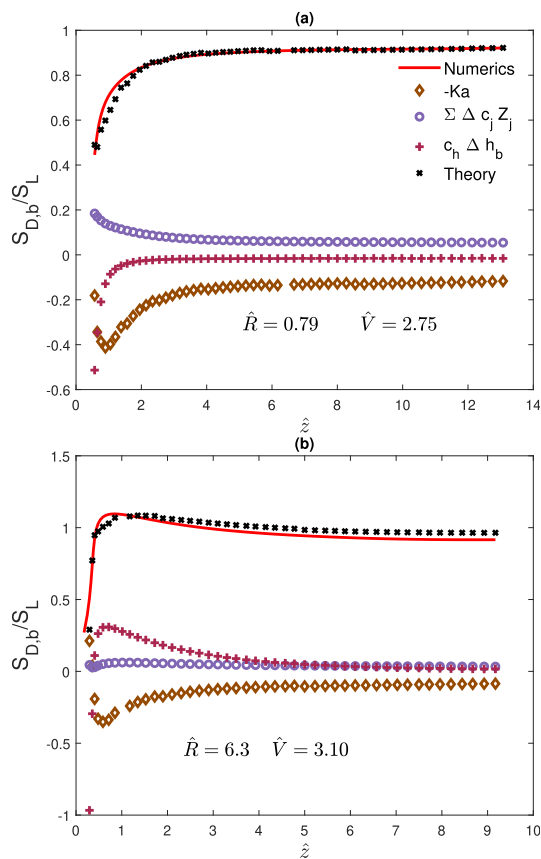 (a)
1
0.8
0.6
0.4
0.2
0
-0.2
-0.4
-0.6
S_{D,b}/S_L
Numerics
-Ka
Σ Δ c_j Z_j
c_h Δ h_b
Theory
R̂ = 0.79 V̂ = 2.75
0 2 4 6 8 10 12 14
ẑ
(b)
1.5
1
0.5
0
-0.5
-1
S_{D,b}/S_L
R̂ = 6.3 V̂ = 3.10
0 1 2 3 4 5 6 7 8 9 10
ẑ